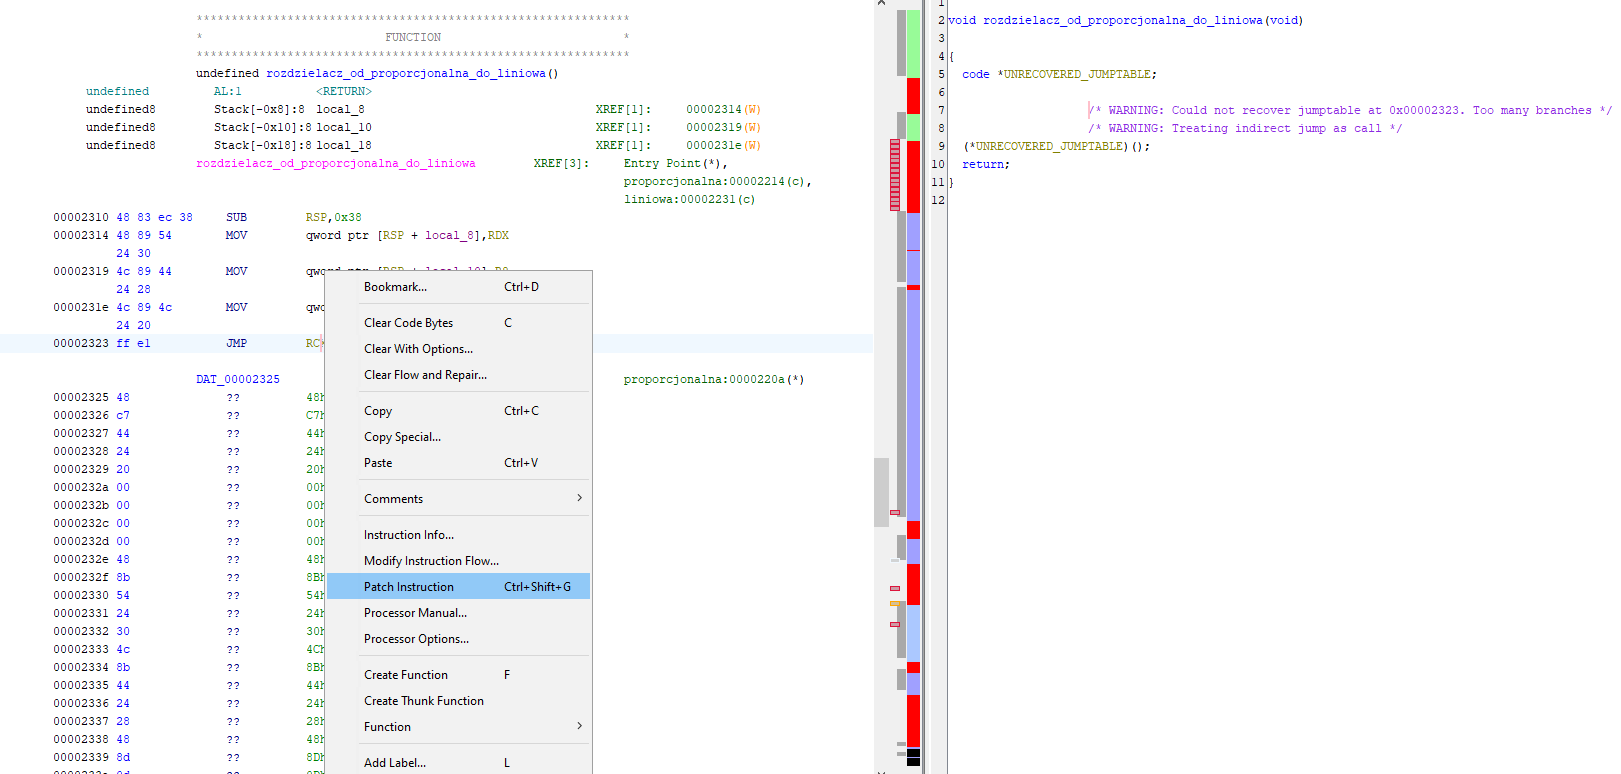 *************************************************************
* FUNCTION *
*************************************************************
undefined rozdzielacz_od_proporcjonalna_do_liniowa()
undefined AL:1 <RETURN>
undefined8 Stack[-0x8]:8 local_8 XREF[1]: 00002314(W)
undefined8 Stack[-0x10]:8 local_10 XREF[1]: 00002319(W)
undefined8 Stack[-0x18]:8 local_18 XREF[1]: 0000231e(W)
rozdzielacz_od_proporcjonalna_do_liniowa XREF[3]: Entry Point(*),
proporcjonalna:00002214(c),
liniowa:00002231(c)
00002310 48 83 ec 38 SUB RSP,0x38
00002314 48 89 54 MOV qword ptr [RSP + local_8],RDX
24 30
00002319 4c 89 44 MOV qword ptr [RSP + local_10],R8
24 28
0000231e 4c 89 4c MOV qwo
24 20
00002323 ff e1 JMP RC
DAT_00002325 proporcjonalna:0000220a(*)
00002325 48 ?? 48h
00002326 c7 ?? C7h
00002327 44 ?? 44h
00002328 24 ?? 24h
00002329 20 ?? 20h
0000232a 00 ?? 00h
0000232b 00 ?? 00h
0000232c 00 ?? 00h
0000232d 00 ?? 00h
0000232e 48 ?? 48h
0000232f 8b ?? 8Bh
00002330 54 ?? 54h
00002331 24 ?? 24h
00002332 30 ?? 30h
00002333 4c ?? 4Ch
00002334 8b ?? 8Bh
00002335 44 ?? 44h
00002336 24 ?? 24h
00002337 28 ?? 28h
00002338 48 ?? 48h
00002339 8d ?? 8Dh
Bookmark... Ctrl+D
Clear Code Bytes C
Clear With Options...
Clear Flow and Repair...
Copy Ctrl+C
Copy Special...
Paste Ctrl+V
Comments
Instruction Info...
Modify Instruction Flow...
Patch Instruction Ctrl+Shift+G
Processor Manual...
Processor Options...
Create Function F
Create Thunk Function
Function
Add Label... L
1
2 void rozdzielacz_od_proporcjonalna_do_liniowa(void)
3
4 {
5 code *UNRECOVERED_JUMPTABLE;
6
7 /* WARNING: Could not recover jumptable at 0x00002323. Too many branches */
8 /* WARNING: Treating indirect jump as call */
9 (*UNRECOVERED_JUMPTABLE)();
10 return;
11 }
12